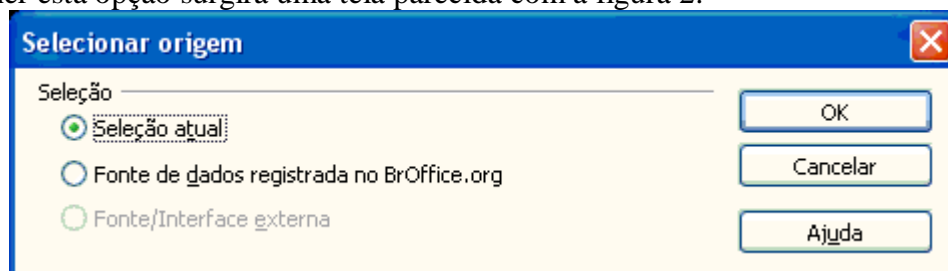 esta opção surgirá uma tela parecida com a figura 2.
Selecionar origem
Seleção
Seleção atual
Fonte de dados registrada no BrOffice.org
Fonte/Interface externa
OK
Cancelar
Ajuda